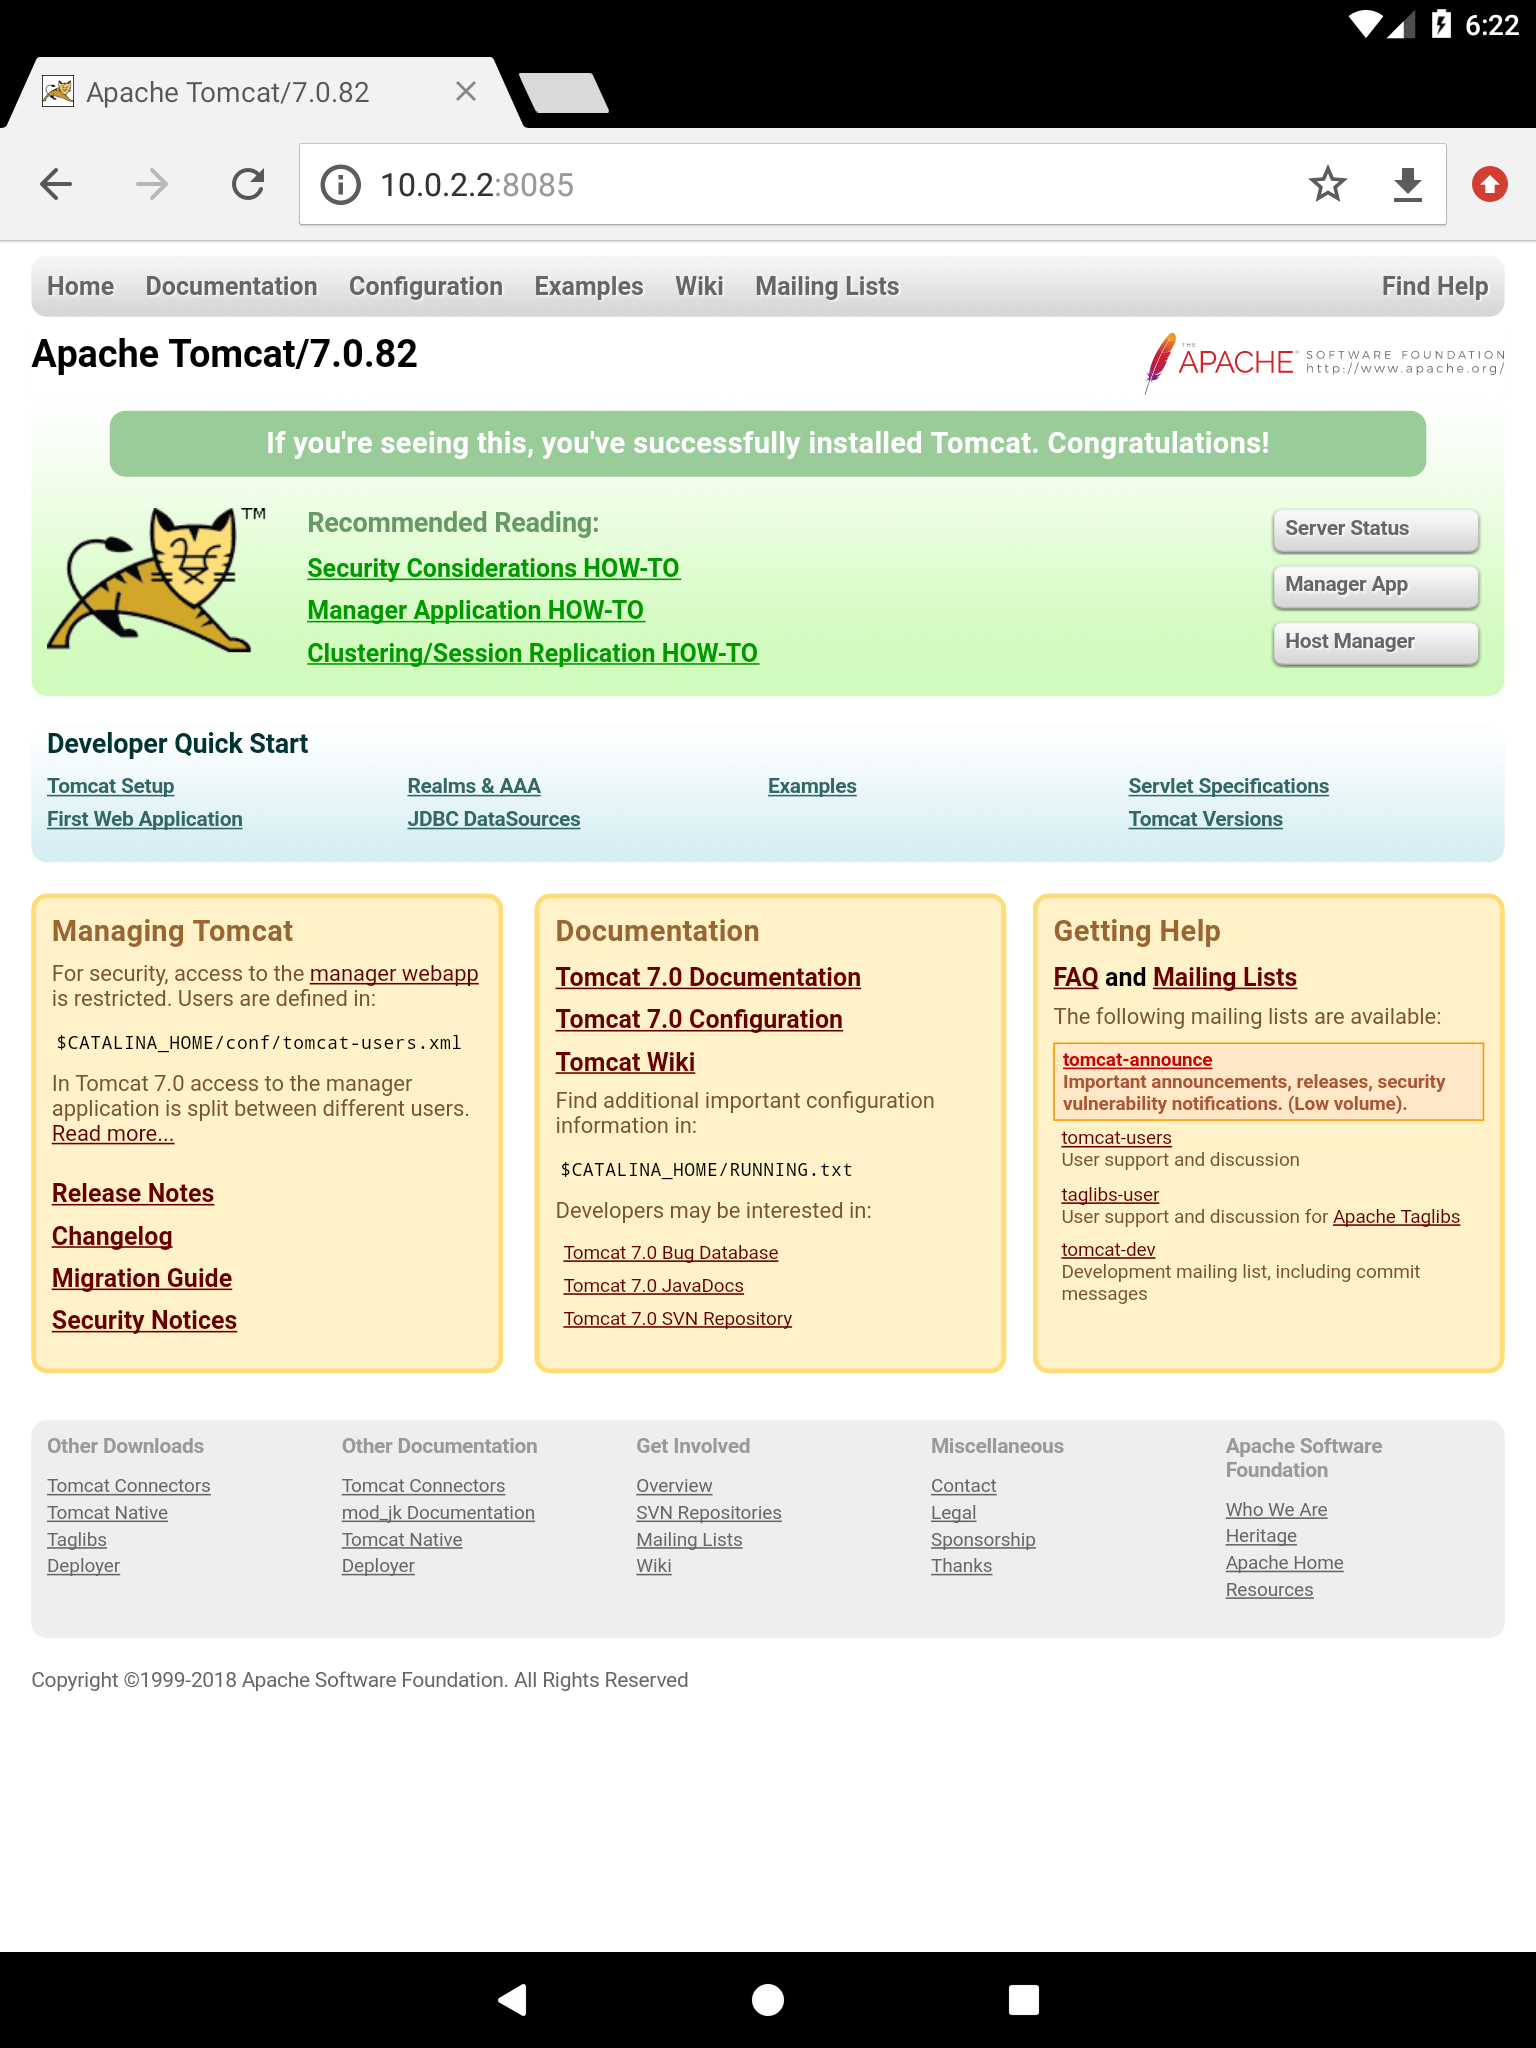 6:22
Apache Tomcat/7.0.82
10.0.2.2:8085
Home Documentation Configuration Examples Wiki Mailing Lists Find Help
Apache Tomcat/7.0.82
THE APACHE SOFTWARE FOUNDATION
http://www.apache.org/
If you're seeing this, you've successfully installed Tomcat. Congratulations!
TM
Recommended Reading:
Security Considerations HOW-TO
Manager Application HOW-TO
Clustering/Session Replication HOW-TO
Server Status
Manager App
Host Manager
Developer Quick Start
Tomcat Setup
First Web Application
Realms & AAA
JDBC DataSources
Examples
Servlet Specifications
Tomcat Versions
Managing Tomcat
For security, access to the manager webapp
is restricted. Users are defined in:
$CATALINA_HOME/conf/tomcat-users.xml
In Tomcat 7.0 access to the manager
application is split between different users.
Read more...
Release Notes
Changelog
Migration Guide
Security Notices
Documentation
Tomcat 7.0 Documentation
Tomcat 7.0 Configuration
Tomcat Wiki
Find additional important configuration
information in:
$CATALINA_HOME/RUNNING.txt
Developers may be interested in:
Tomcat 7.0 Bug Database
Tomcat 7.0 JavaDocs
Tomcat 7.0 SVN Repository
Getting Help
FAQ and Mailing Lists
The following mailing lists are available:
tomcat-announce
Important announcements, releases, security
vulnerability notifications. (Low volume).
tomcat-users
User support and discussion
taglibs-user
User support and discussion for Apache Taglibs
tomcat-dev
Development mailing list, including commit
messages
Other Downloads
Tomcat Connectors
Tomcat Native
Taglibs
Deployer
Other Documentation
Tomcat Connectors
mod_jk Documentation
Tomcat Native
Deployer
Get Involved
Overview
SVN Repositories
Mailing Lists
Wiki
Miscellaneous
Contact
Legal
Sponsorship
Thanks
Apache Software
Foundation
Who We Are
Heritage
Apache Home
Resources
Copyright ©1999-2018 Apache Software Foundation. All Rights Reserved